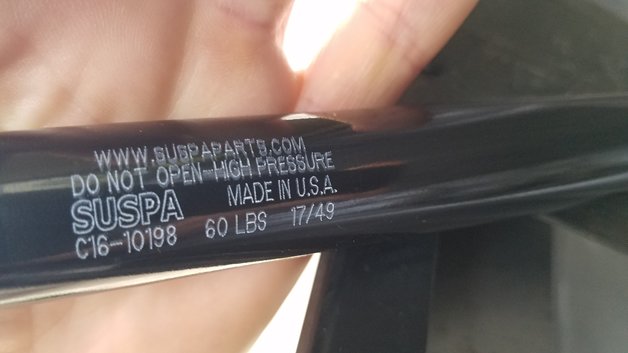 WWW.SUSPAPARTS.COM
DO NOT OPEN-HIGH PRESSURE
SUSPA MADE IN U.S.A.
C16-10198 60 LBS 17/49